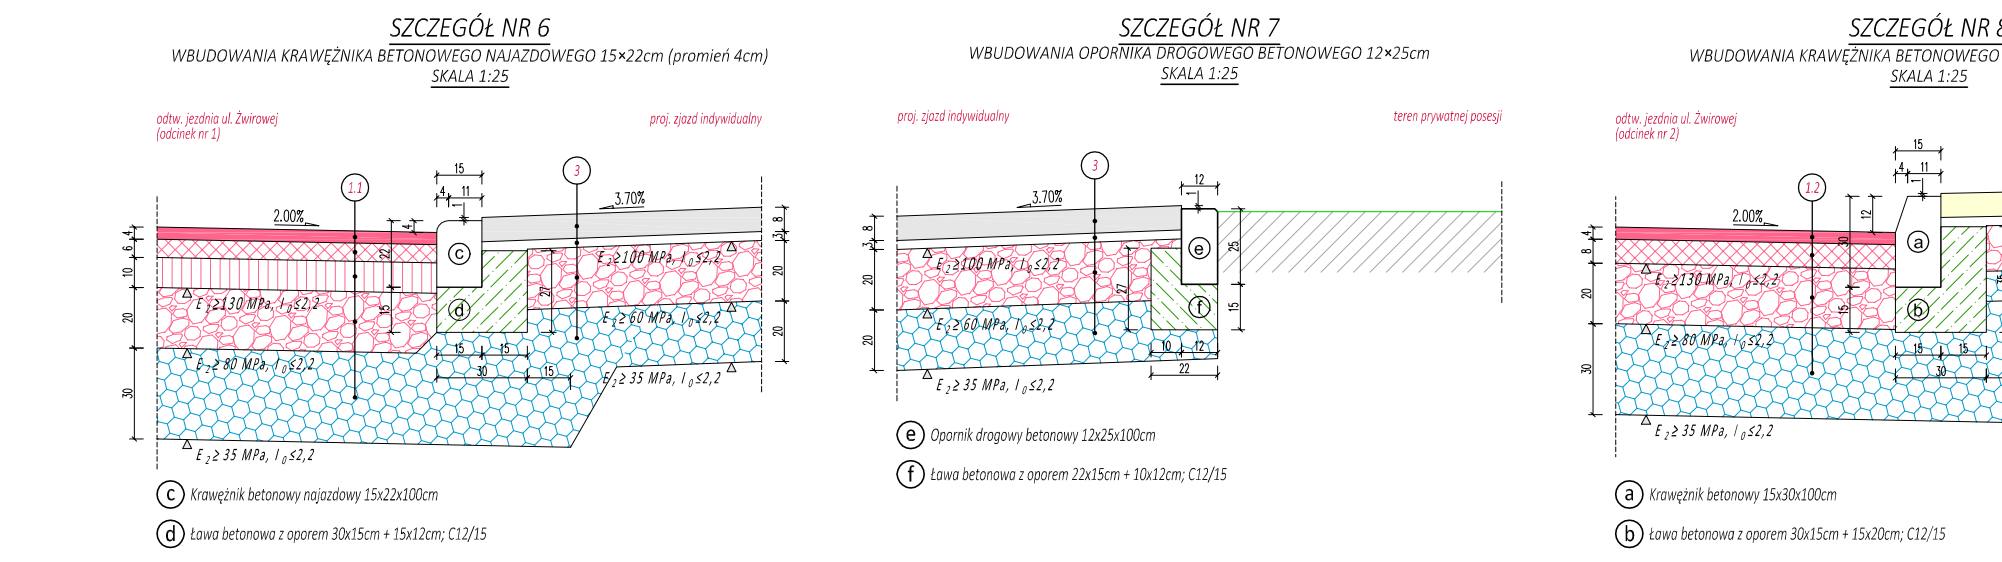 SZCZEGÓŁ NR 6
WBUDOWANIA KRAWĘŻNIKA BETONOWEGO NAJAZDOWEGO 15×22cm (promień 4cm)
SKALA 1:25
odtw. jezdnia ul. Żwirowej
(odcinek nr 1)
proj. zjazd indywidualny
1.1
3
15
4 11
1
2.00%
3.70%
4
22
15
27
4
6
10
20
30
8
3
20
20
c
d
E2≥100 MPa, I0≤2,2
E2≥130 MPa, I0≤2,2
E2≥ 60 MPa, I0≤2,2
E2≥ 80 MPa, I0≤2,2
E2≥ 35 MPa, I0≤2,2
E2≥ 35 MPa, I0≤2,2
15 15
30 15
c Krawężnik betonowy najazdowy 15x22x100cm
d Ława betonowa z oporem 30x15cm + 15x12cm; C12/15
SZCZEGÓŁ NR 7
WBUDOWANIA OPORNIKA DROGOWEGO BETONOWEGO 12×25cm
SKALA 1:25
proj. zjazd indywidualny
teren prywatnej posesji
3
12
1
3.70%
8
3
20
20
25
15
27
e
f
E2≥100 MPa, I0≤2,2
E2≥ 60 MPa, I0≤2,2
E2≥ 35 MPa, I0≤2,2
10 12
22
e Opornik drogowy betonowy 12x25x100cm
f Ława betonowa z oporem 22x15cm + 10x12cm; C12/15
SZCZEGÓŁ NR 8
WBUDOWANIA KRAWĘŻNIKA BETONOWEGO
SKALA 1:25
odtw. jezdnia ul. Żwirowej
(odcinek nr 2)
1.2
15
4 11
1
2.00%
12
30
15
4
8
20
30
a
b
E2≥130 MPa, I0≤2,2
E2≥ 80 MPa, I0≤2,2
E2≥ 35 MPa, I0≤2,2
15 15
30
a Krawężnik betonowy 15x30x100cm
b Ława betonowa z oporem 30x15cm + 15x20cm; C12/15